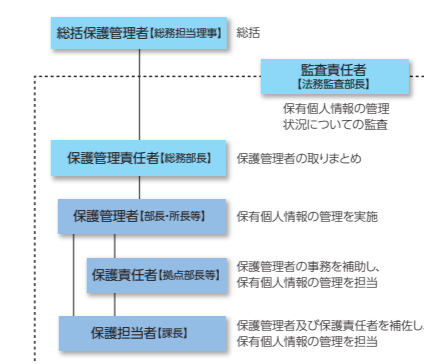 総括保護管理者【総務担当理事】 総括
監査責任者
【法務監査部長】
保有個人情報の管理
状況についての監査
保護管理責任者【総務部長】 保護管理者の取りまとめ
保護管理者【部長・所長等】 保有個人情報の管理を実施
保護責任者【拠点部長等】
保護管理者の事務を補助し、
保有個人情報の管理を担当
保護担当者【課長】
保護管理者及び保護責任者を補佐し、
保有個人情報の管理を担当